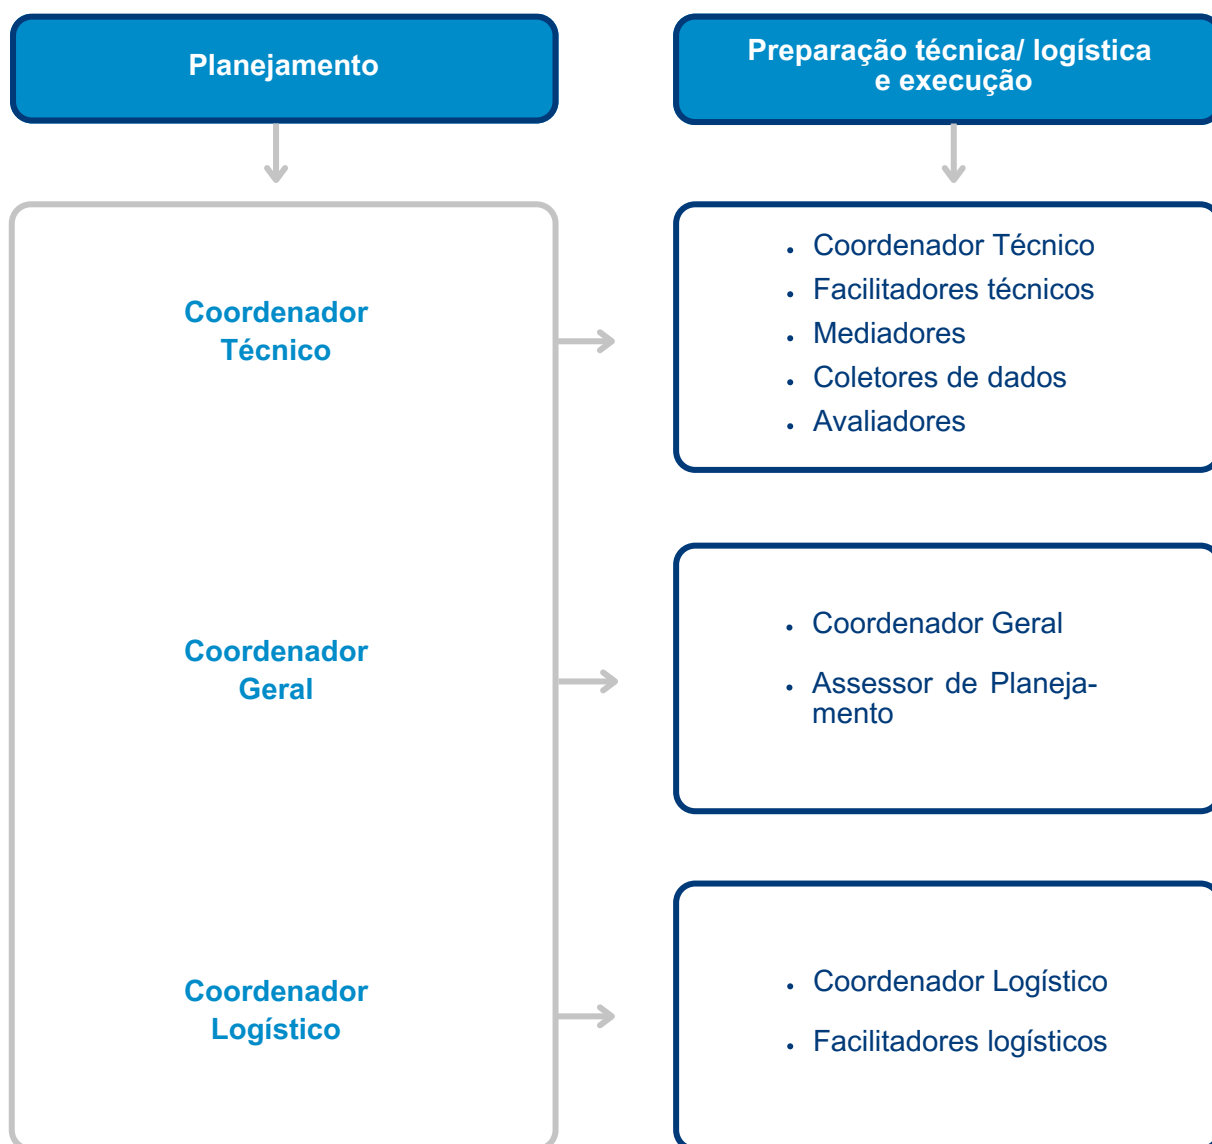 Planejamento
Preparação técnica/ logística
e execução
Coordenador
Técnico
• Coordenador Técnico
• Facilitadores técnicos
• Mediadores
• Coletores de dados
• Avaliadores
Coordenador
Geral
• Coordenador Geral
• Assessor de Planeja-
mento
Coordenador
Logístico
• Coordenador Logístico
• Facilitadores logísticos